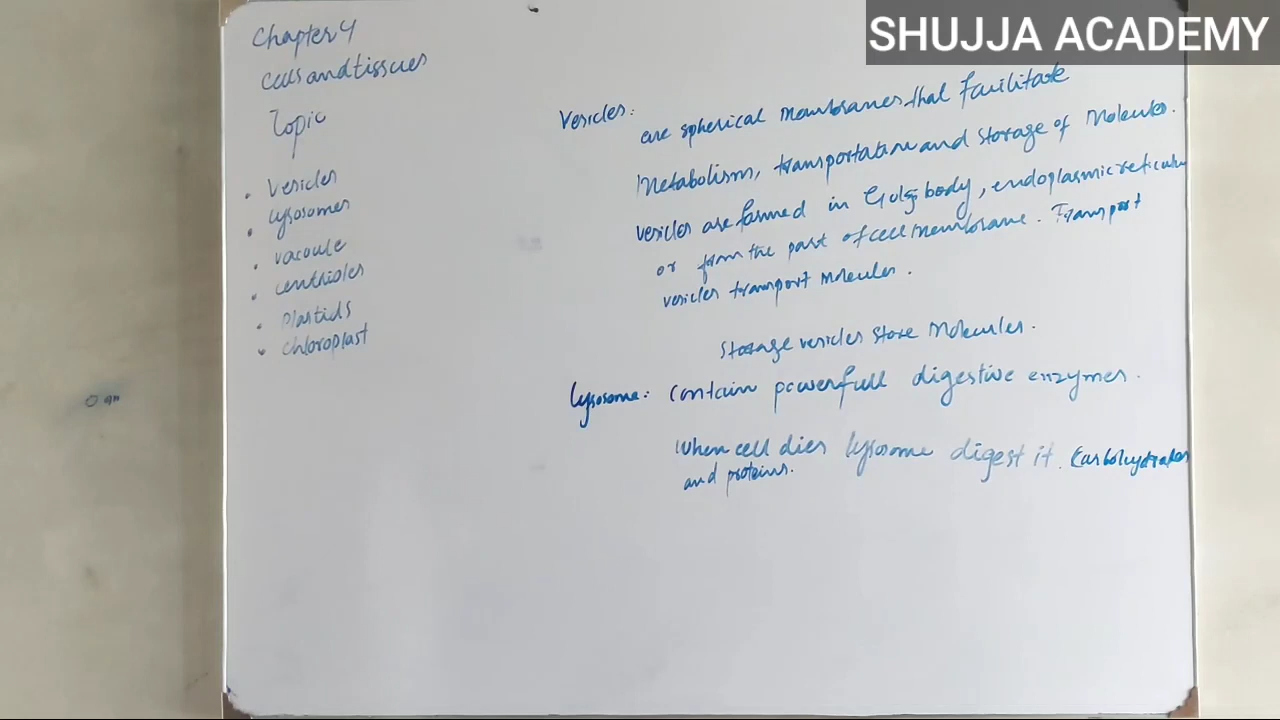 SHUJJA ACADEMY
Chapter 4
Cells and tissues
Topic
• Vesicles
• lysosomes
• vacoule
• centrioles
• Plastids
• chloroplast
Vesicles:
are spherical membranes that facilitate
Metabolism, transportation and storage of Molecules.
vesicles are formed in Golgi body, endoplasmic reticulu
or from the part of cell membrane. Transport
vesicles transport molecules.
Storage vesicles store molecules.
lysosome: contain powerfull digestive enzymes.
When cell dies lysosome digest it. Carbohydrates
and proteins.